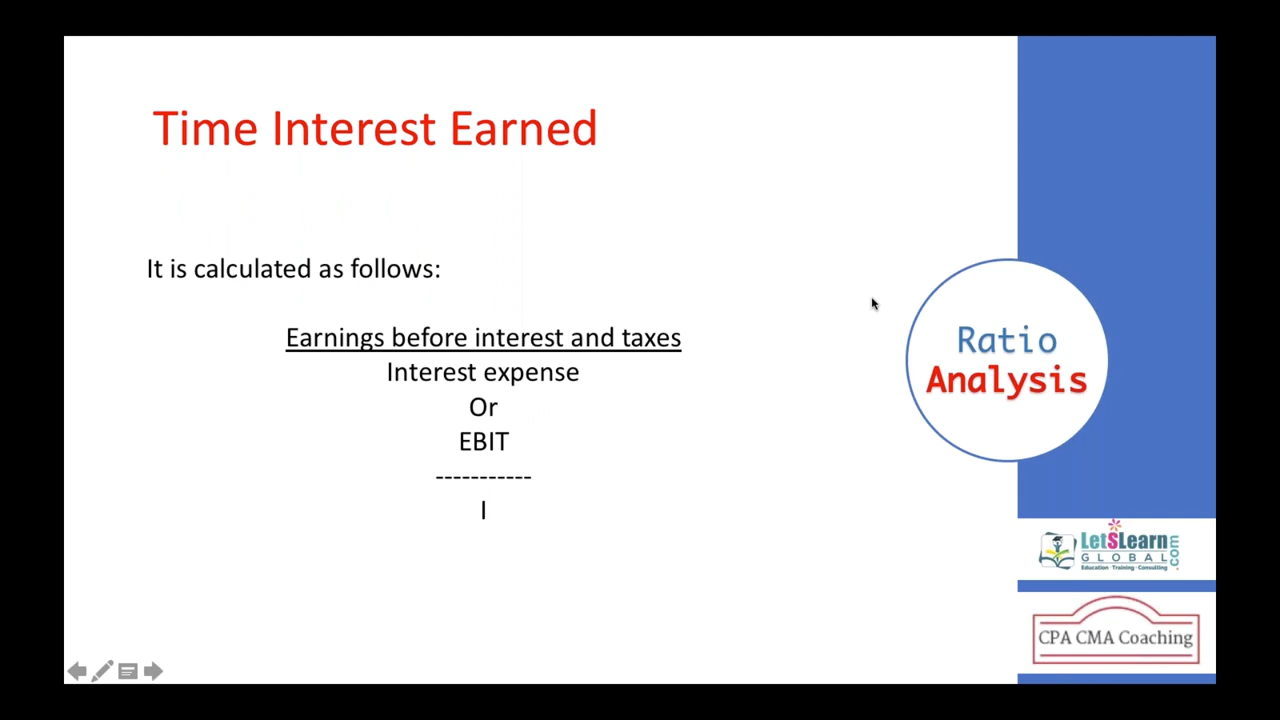 Time Interest Earned
It is calculated as follows:
Earnings before interest and taxes
Interest expense
Or
EBIT
-----------
I
Ratio
Analysis
LetSLearn
GLOBAL
.com
Education - Training - Consulting
CPA CMA Coaching